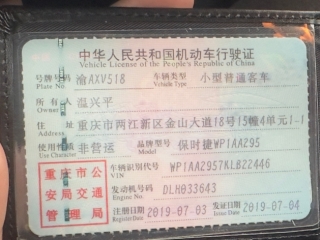 中华人民共和国机动车行驶证
Vehicle License of the People's Republic of China
号牌号码 渝AXV518 车辆类型 小型普通客车
Plate No. Vehicle Type
所有人 温兴平
Owner
住址 重庆市两江新区金山大道18号15幢4单元1-1
Address
使用性质 非营运 品牌型号 保时捷WP1AA295
Use Character Model
车辆识别代号 WP1AA2957KLB22446
VIN
发动机号码 DLH033643
Engine No.
重庆市公
安局交通
管理局
注册日期 2019-07-03 发证日期 2019-07-04
Register Date Issue Date